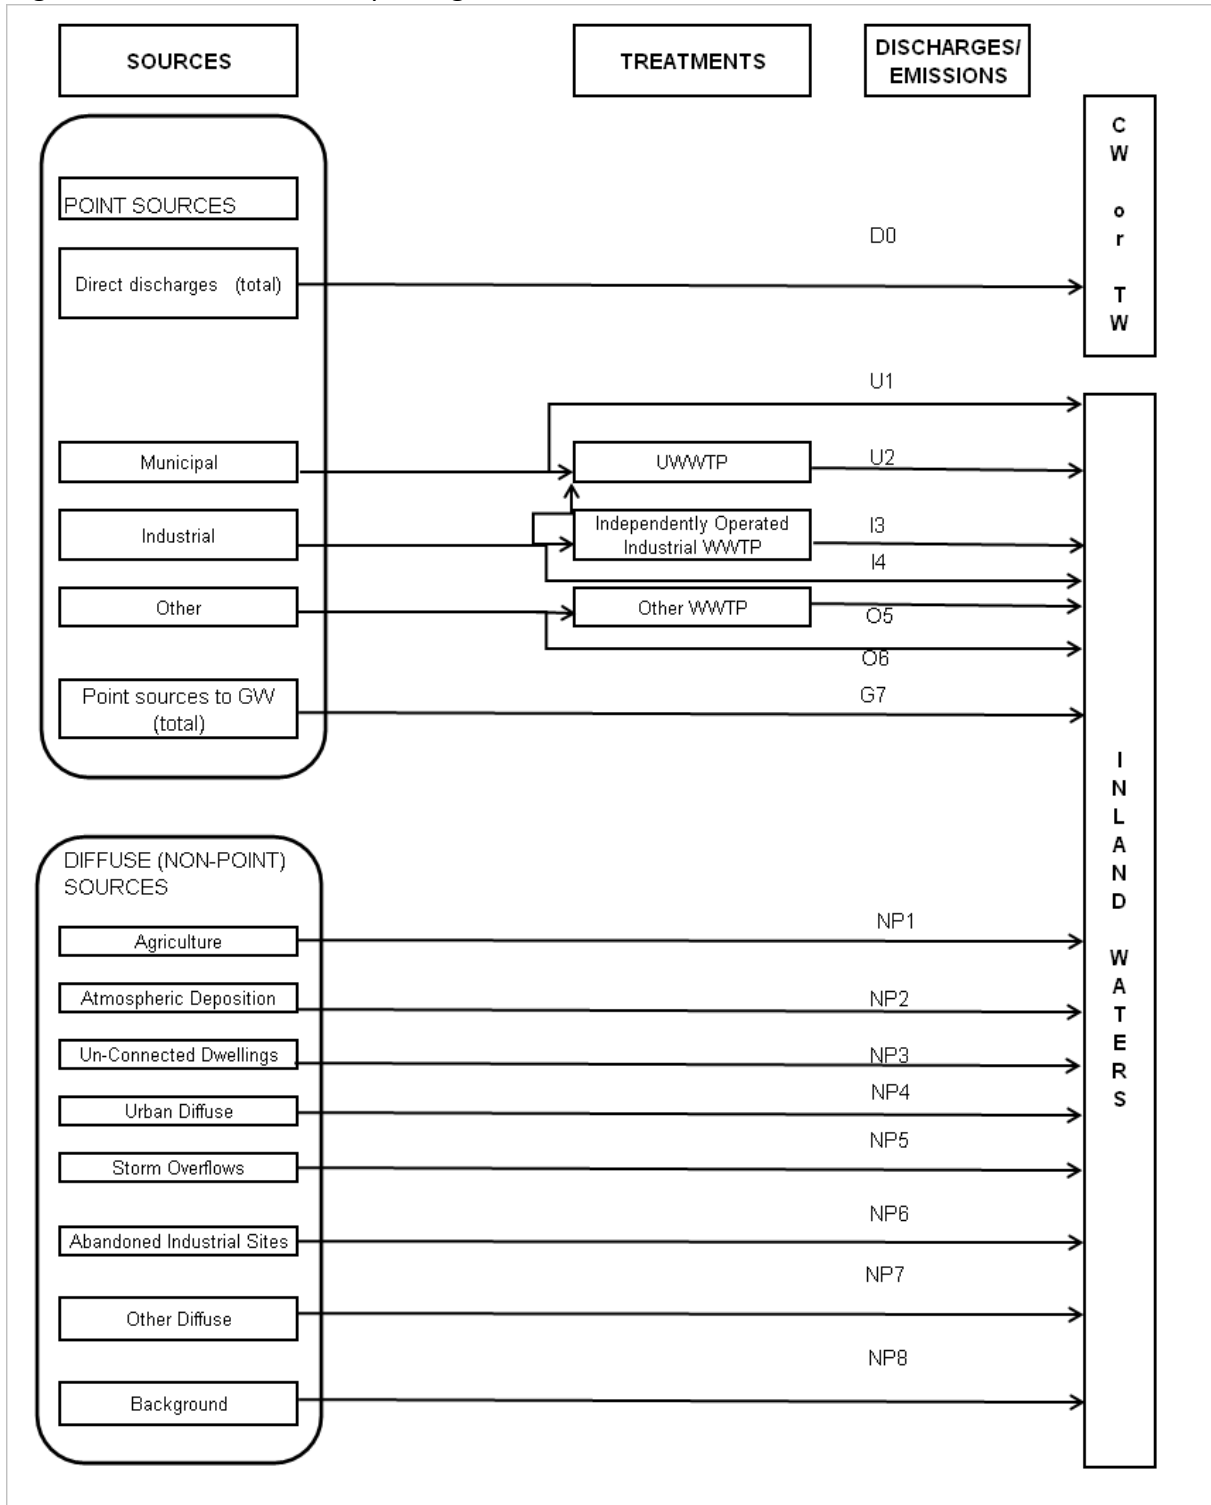 SOURCES
TREATMENTS
DISCHARGES/
EMISSIONS
C
W
o
r
T
W
POINT SOURCES
D0
Direct discharges (total)
U1
Municipal
UWWTP
U2
Industrial
Independently Operated
Industrial WWTP
I3
I4
Other
Other WWTP
O5
O6
Point sources to GW
(total)
G7
I
N
L
A
N
D
W
A
T
E
R
S
DIFFUSE (NON-POINT)
SOURCES
NP1
Agriculture
Atmospheric Deposition
NP2
Un-Connected Dwellings
NP3
NP4
Urban Diffuse
NP5
Storm Overflows
NP6
Abandoned Industrial Sites
NP7
Other Diffuse
NP8
Background